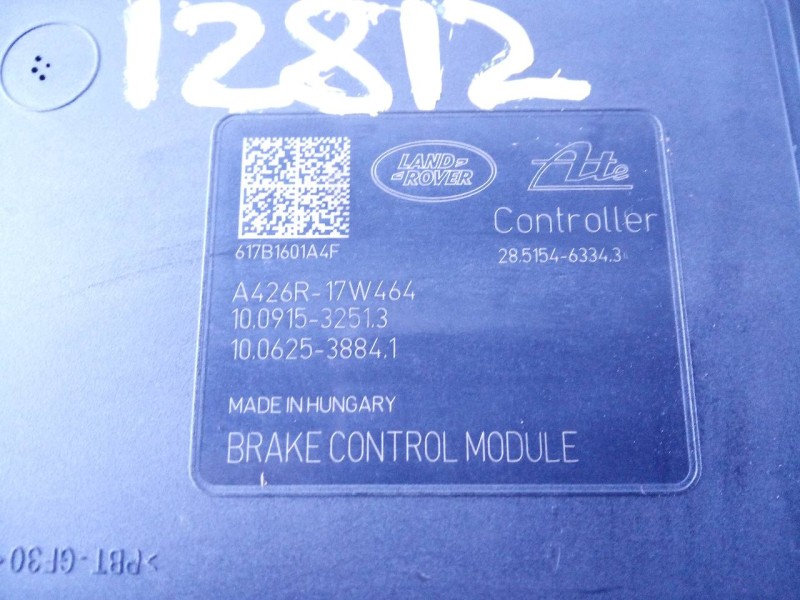 12812
LAND
ROVER
Ate
Controller
617B1601A4F
28.5154-6334.3
A426R-17W464
10.0915-3251.3
10.0625-3884.1
MADE IN HUNGARY
BRAKE CONTROL MODULE
>PBT-GF30<